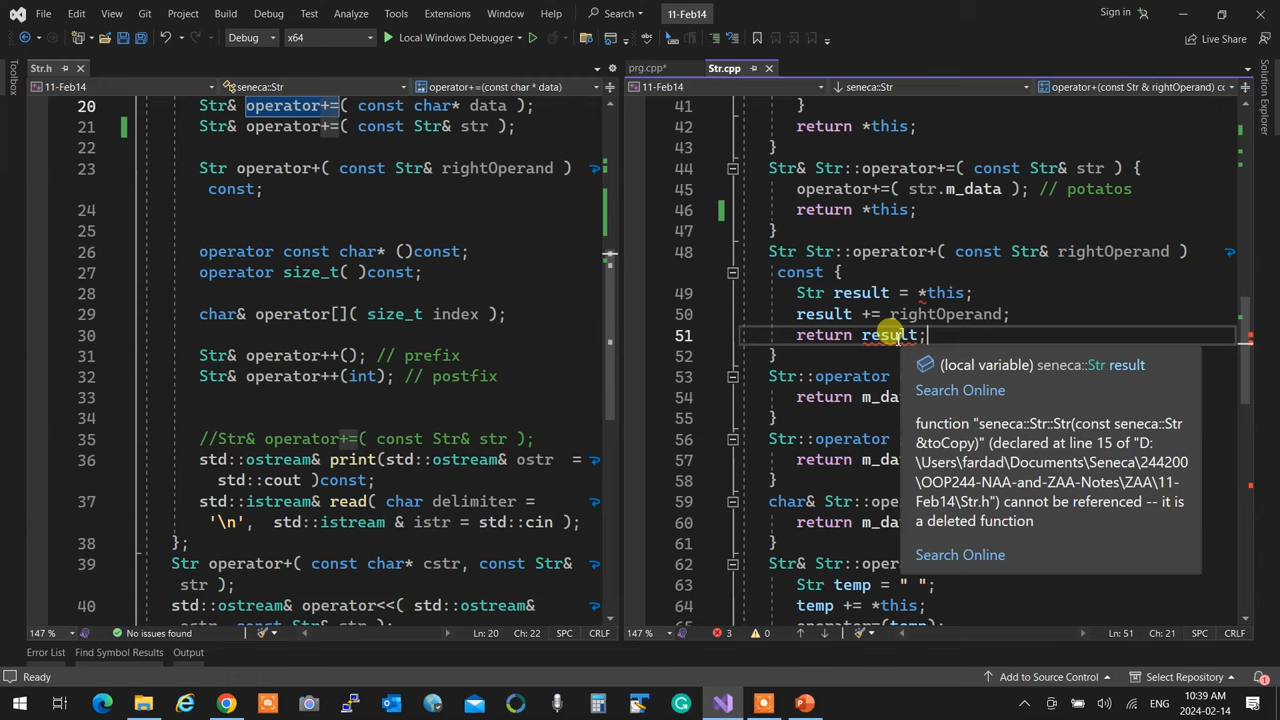 File Edit View Git Project Build Debug Test Analyze Tools Extensions Window Help Search 11-Feb14 Sign in
Debug x64 Local Windows Debugger Live Share
Toolbox
Solution Explorer
Str.h
11-Feb14 seneca::Str operator+=(const char * data)
20 Str& operator+=( const char* data );
21 Str& operator+=( const Str& str );
22
23 Str operator+( const Str& rightOperand )
const;
24
25
26 operator const char* ()const;
27 operator size_t( )const;
28
29 char& operator[]( size_t index );
30
31 Str& operator++(); // prefix
32 Str& operator++(int); // postfix
33
34
35 //Str& operator+=( const Str& str );
36 std::ostream& print(std::ostream& ostr =
std::cout )const;
37 std::istream& read( char delimiter =
'\n', std::istream & istr = std::cin );
38 };
39 Str operator+( const char* cstr, const Str&
str );
40 std::ostream& operator<<( std::ostream&
ostr, const Str& str );
147 % No issues found Ln: 20 Ch: 22 SPC CRLF
prg.cpp* Str.cpp
11-Feb14 seneca::Str operator+(const Str & rightOperand) c
41 }
42 return *this;
43 }
44 Str& Str::operator+=( const Str& str ) {
45 operator+=( str.m_data ); // potatos
46 return *this;
47 }
48 Str Str::operator+( const Str& rightOperand )
const {
49 Str result = *this;
50 result += rightOperand;
51 return result;
52 }
53 Str::operator
54 return m_da
55 }
56 Str::operator
57 return m_da
58 }
59 char& Str::o
60 return m_da
61 }
62 Str& Str::o
63 Str temp = " ";
64 temp += *this;
operator=(temp);
(local variable) seneca::Str result
Search Online
function "seneca::Str::Str(const seneca::Str
&toCopy)" (declared at line 15 of "D:
\Users\fardad\Documents\Seneca\244200
\OOP244-NAA-and-ZAA-Notes\ZAA\11-
Feb14\Str.h") cannot be referenced -- it is
a deleted function
Search Online
147 % 3 0 Ln: 51 Ch: 21 SPC CRLF
Error List Find Symbol Results Output
Ready Add to Source Control Select Repository 1
ENG 10:39 AM
2024-02-14